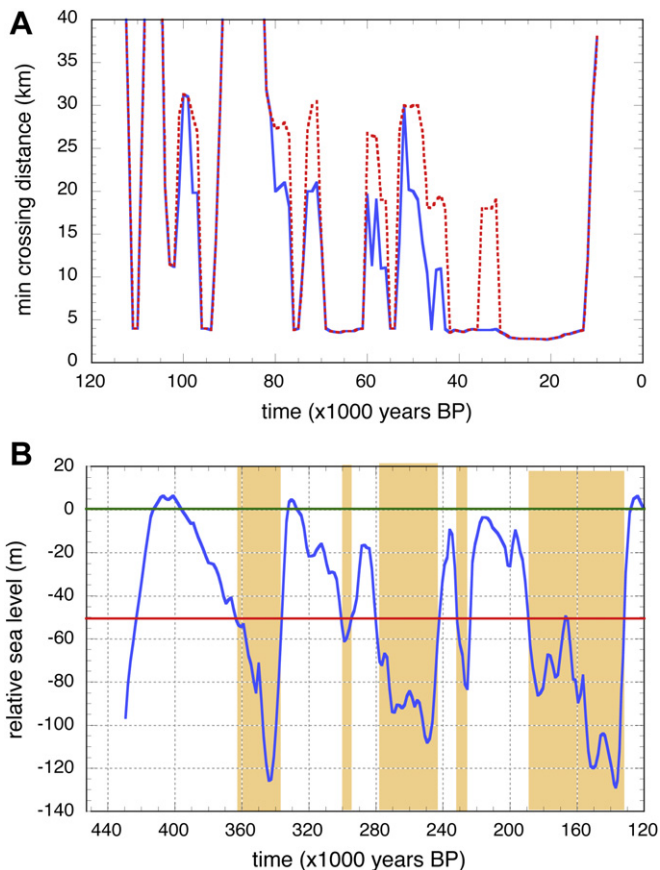 A
min crossing distance (km)
40
35
30
25
20
15
10
5
0
120 100 80 60 40 20 0
time (x1000 years BP)
B
relative sea level (m)
20
0
-20
-40
-60
-80
-100
-120
-140
440 400 360 320 280 240 200 160 120
time (x1000 years BP)